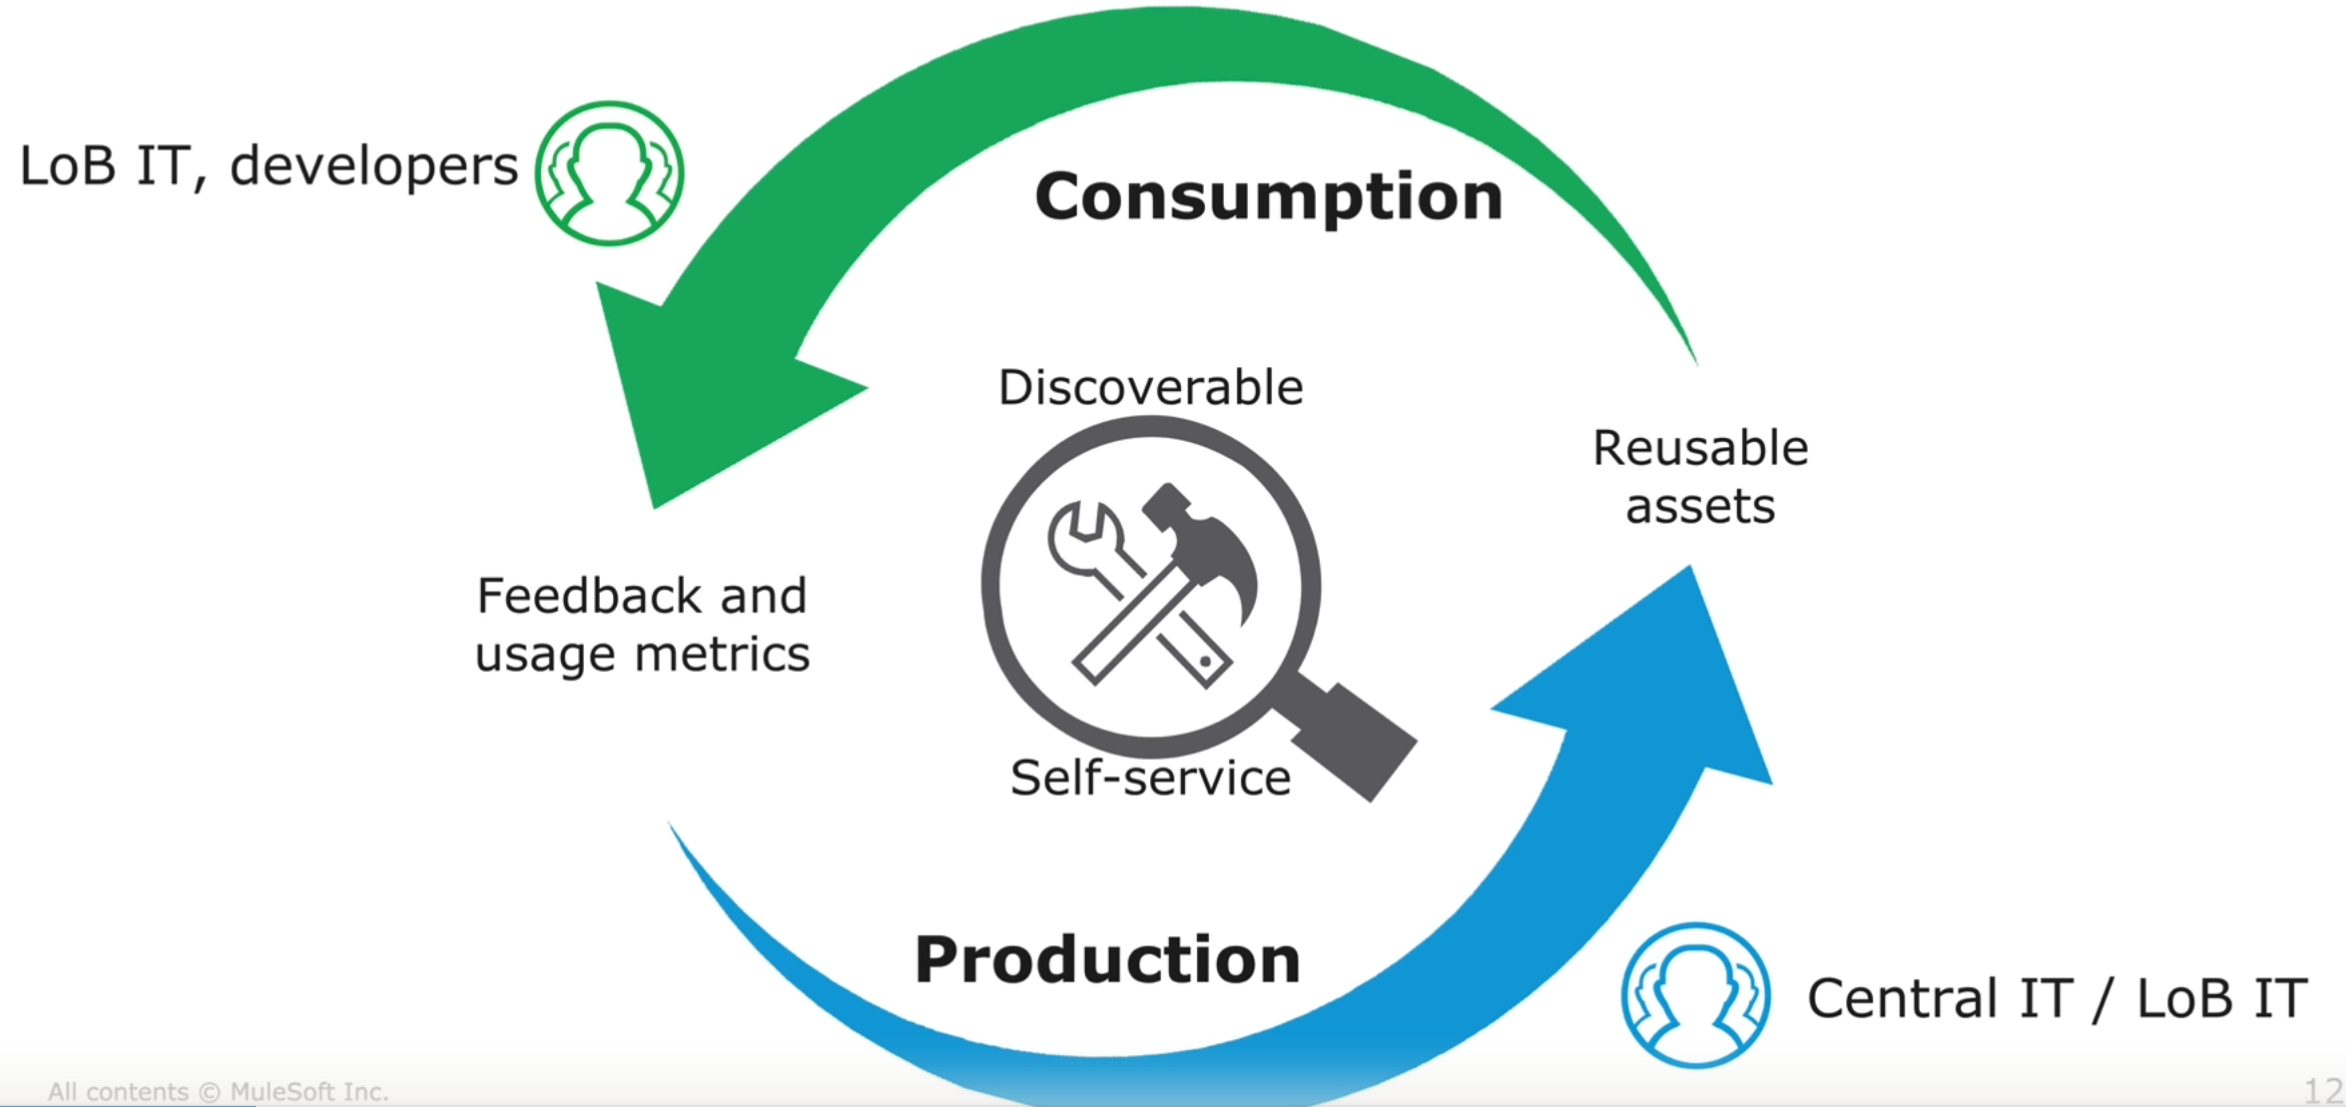 LoB IT, developers
Consumption
Discoverable
Reusable
assets
Feedback and
usage metrics
Self-service
Production
Central IT / LoB IT
All contents © MuleSoft Inc.
12